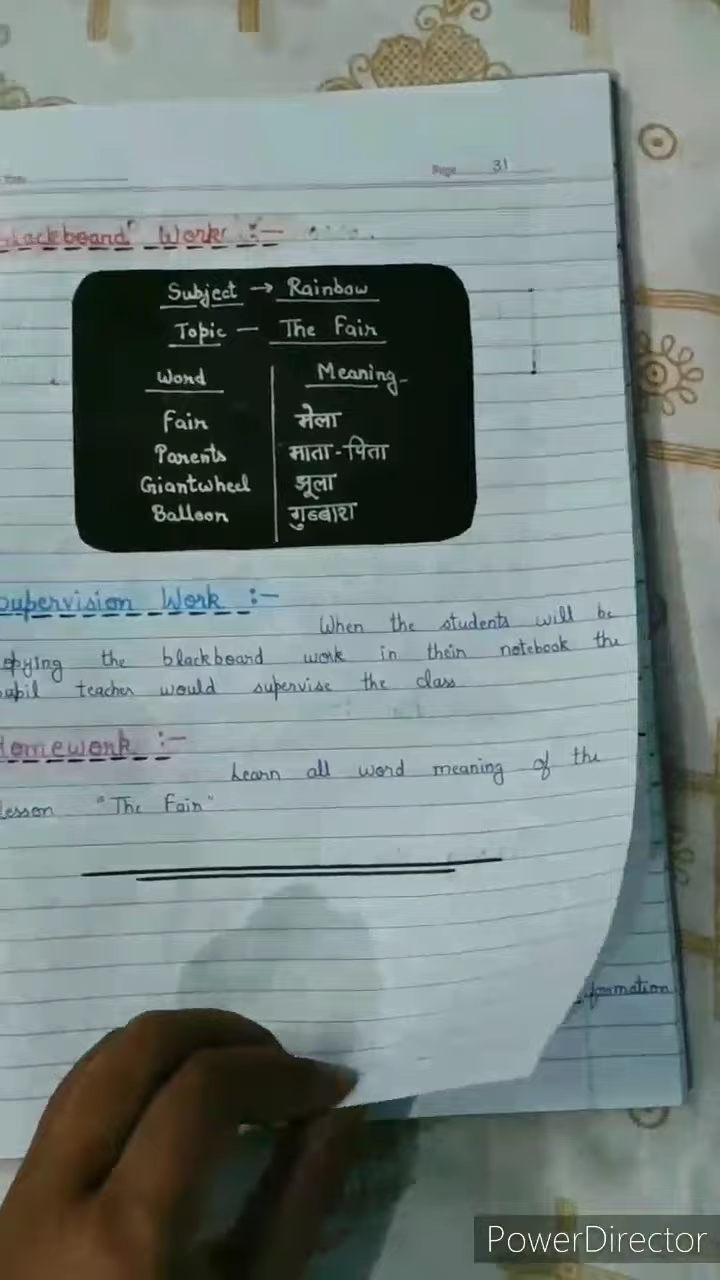 Page 31
"Blackboard" Work :-
Subject → Rainbow
Topic - The Fair
Word Meaning-
Fair मेला
Parents माता-पिता
Giantwheel झूला
Balloon गुब्बारा
Supervision Work :-
When the students will be
copying the blackboard work in their notebook the
pupil teacher would supervise the class
Homework :-
Learn all word meaning of the
lesson "The Fair"
PowerDirector